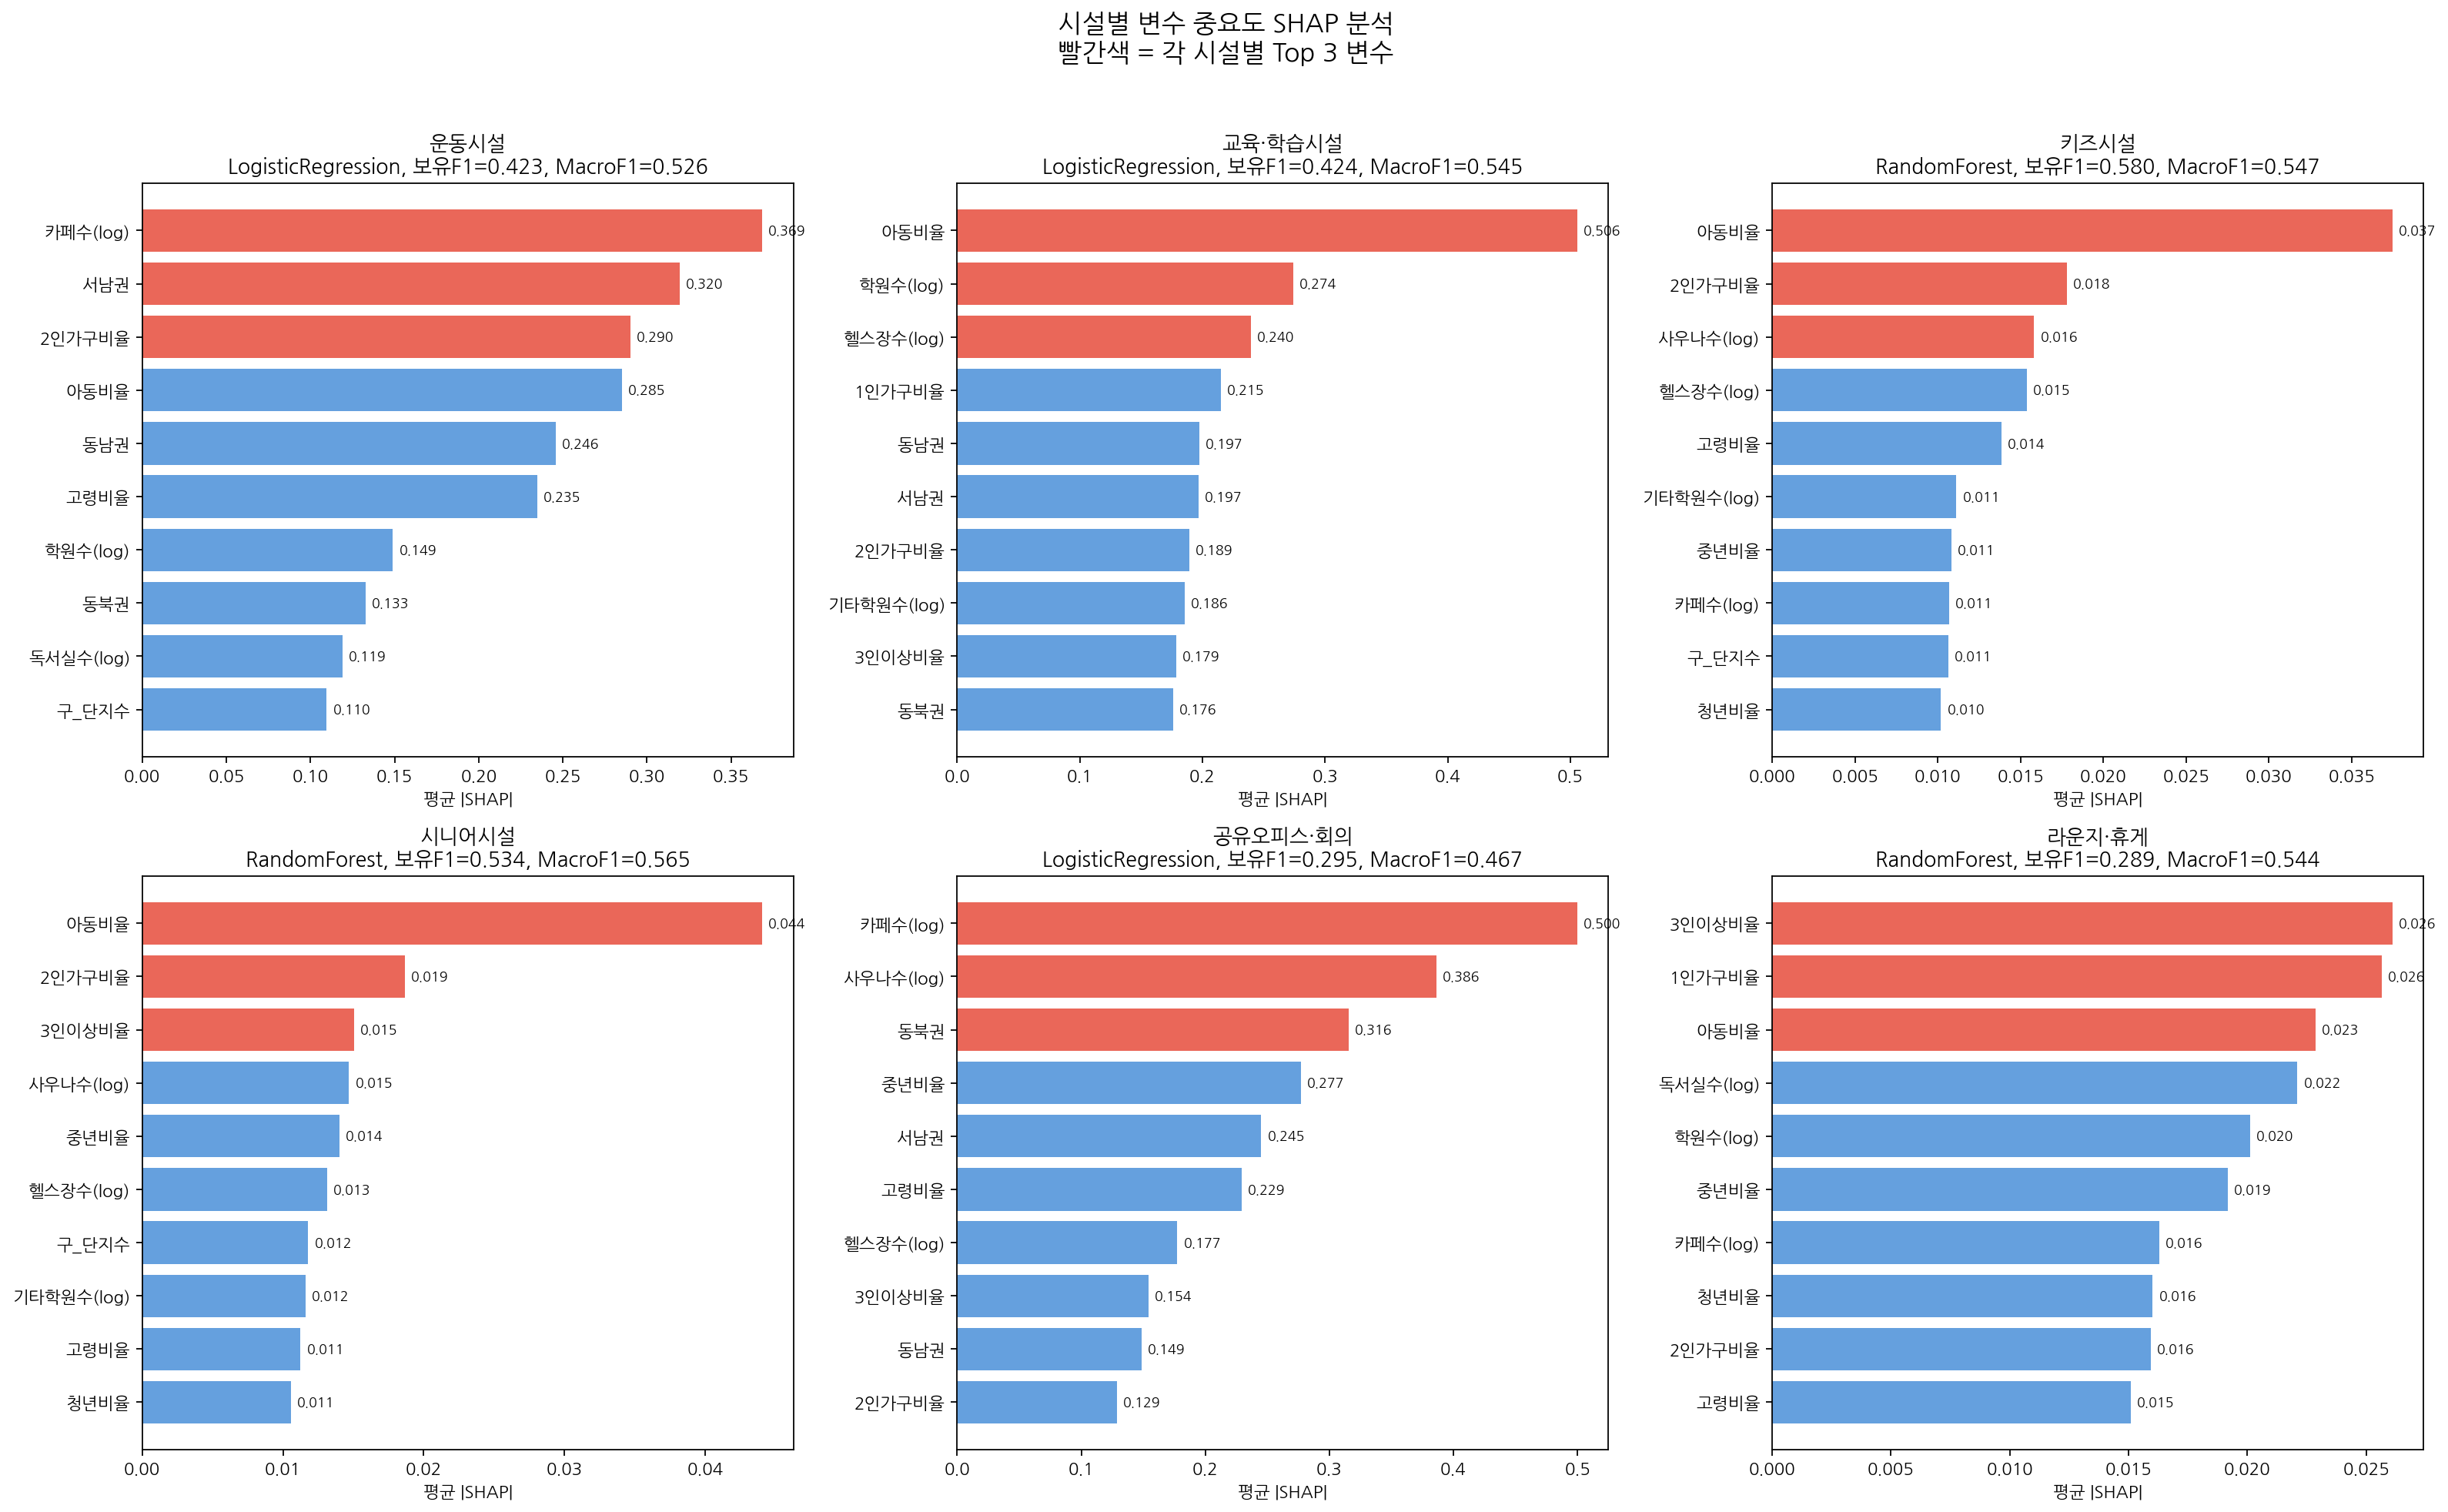 시설별 변수 중요도 SHAP 분석
빨간색 = 각 시설별 Top 3 변수
운동시설
LogisticRegression, 보유F1=0.423, MacroF1=0.526
카페수(log) 0.369
서남권 0.320
2인가구비율 0.290
아동비율 0.285
동남권 0.246
고령비율 0.235
학원수(log) 0.149
동북권 0.133
독서실수(log) 0.119
구_단지수 0.110
0.00 0.05 0.10 0.15 0.20 0.25 0.30 0.35
평균 |SHAP|
교육·학습시설
LogisticRegression, 보유F1=0.424, MacroF1=0.545
아동비율 0.506
학원수(log) 0.274
헬스장수(log) 0.240
1인가구비율 0.215
동남권 0.197
서남권 0.197
2인가구비율 0.189
기타학원수(log) 0.186
3인이상비율 0.179
동북권 0.176
0.0 0.1 0.2 0.3 0.4 0.5
평균 |SHAP|
키즈시설
RandomForest, 보유F1=0.580, MacroF1=0.547
아동비율 0.037
2인가구비율 0.018
사우나수(log) 0.016
헬스장수(log) 0.015
고령비율 0.014
기타학원수(log) 0.011
중년비율 0.011
카페수(log) 0.011
구_단지수 0.011
청년비율 0.010
0.000 0.005 0.010 0.015 0.020 0.025 0.030 0.035
평균 |SHAP|
시니어시설
RandomForest, 보유F1=0.534, MacroF1=0.565
아동비율 0.044
2인가구비율 0.019
3인이상비율 0.015
사우나수(log) 0.015
중년비율 0.014
헬스장수(log) 0.013
구_단지수 0.012
기타학원수(log) 0.012
고령비율 0.011
청년비율 0.011
0.00 0.01 0.02 0.03 0.04
평균 |SHAP|
공유오피스·회의
LogisticRegression, 보유F1=0.295, MacroF1=0.467
카페수(log) 0.500
사우나수(log) 0.386
동북권 0.316
중년비율 0.277
서남권 0.245
고령비율 0.229
헬스장수(log) 0.177
3인이상비율 0.154
동남권 0.149
2인가구비율 0.129
0.0 0.1 0.2 0.3 0.4 0.5
평균 |SHAP|
라운지·휴게
RandomForest, 보유F1=0.289, MacroF1=0.544
3인이상비율 0.026
1인가구비율 0.026
아동비율 0.023
독서실수(log) 0.022
학원수(log) 0.020
중년비율 0.019
카페수(log) 0.016
청년비율 0.016
2인가구비율 0.016
고령비율 0.015
0.000 0.005 0.010 0.015 0.020 0.025
평균 |SHAP|